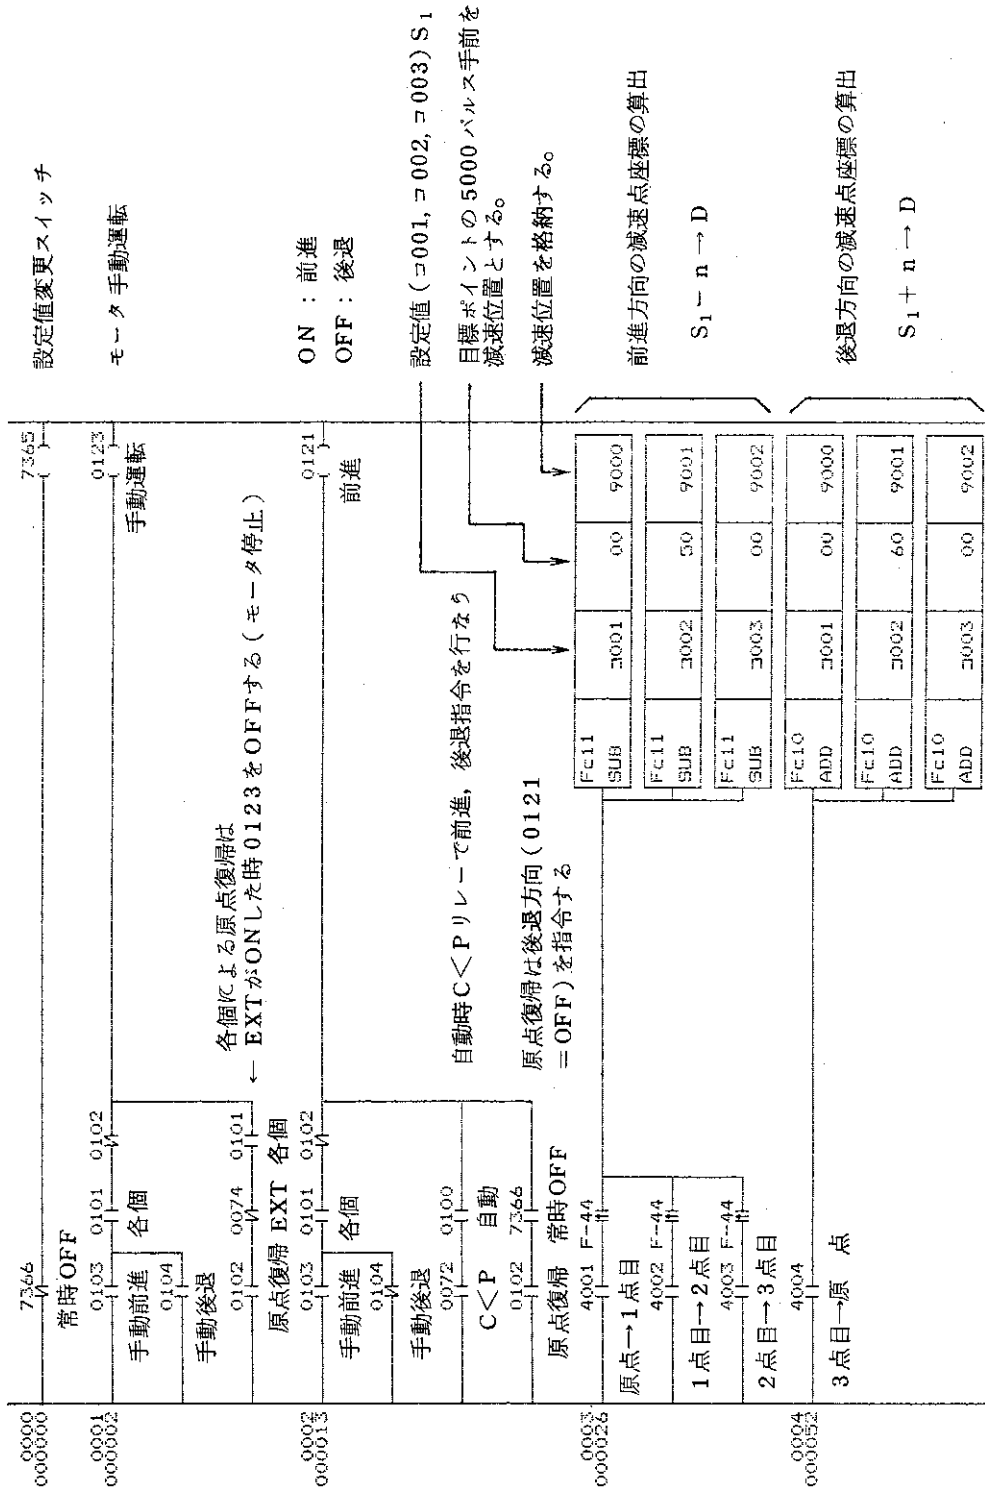 0000
000000
7366
常時OFF
7365
設定値変更スイッチ
0001
000002
0103
0101
0102
0123
手動前進
各個
手動運転
モータ手動運転
0104
手動後退
各個による原点復帰は
← EXTがONした時0123をOFFする(モータ停止)
0102
0074
0101
原点復帰 EXT 各個
0002
000013
0103
0101
0102
0121
手動前進
各個
前進
ON:前進
OFF:後退
0104
手動後退
0072
0100
C<P
自動
自動時C<Pリレーで前進,後退指令を行なう
0102
7366
原点復帰 常時OFF
原点復帰は後退方向(0121
=OFF)を指令する
設定値(コ001,コ002,コ003)S1
目標ポイントの5000パルス手前を
減速位置とする。
減速位置を格納する。
0003
000026
4001 F-44
原点→1点目
4002 F-44
1点目→2点目
4003 F-44
2点目→3点目
Fc11
SUB
コ001
00
9000
Fc11
SUB
コ002
50
9001
Fc11
SUB
コ003
00
9002
前進方向の減速点座標の算出
S1-n→D
0004
000052
4004
3点目→原 点
Fc10
ADD
コ001
00
9000
Fc10
ADD
コ002
60
9001
Fc10
ADD
コ003
00
9002
後退方向の減速点座標の算出
S1+n→D